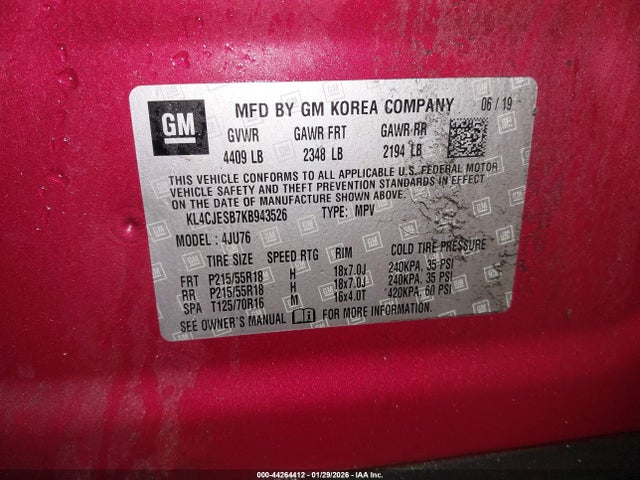 GM MFD BY GM KOREA COMPANY 06 / 19
GVWR GAWR FRT GAWR RR
4409 LB 2348 LB 2194 LB
THIS VEHICLE CONFORMS TO ALL APPLICABLE U.S. FEDERAL MOTOR
VEHICLE SAFETY AND THEFT PREVENTION STANDARDS IN EFFECT
ON THE DATE OF MANUFACTURE SHOWN ABOVE.
KL4CJESB7KB943526 TYPE: MPV
MODEL : 4JU76
TIRE SIZE SPEED RTG RIM COLD TIRE PRESSURE
FRT P215/55R18 H 18x7.0J 240KPA, 35 PSI
RR P215/55R18 H 18x7.0J 240KPA, 35 PSI
SPA T125/70R16 M 16x4.0T 420KPA, 60 PSI
SEE OWNER'S MANUAL FOR MORE INFORMATION
000-44264412 - 01/29/2026 - IAAI.COM